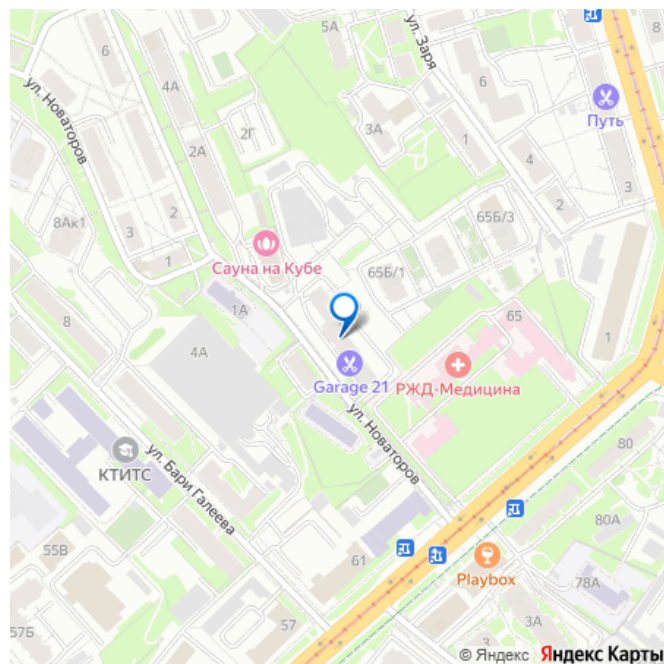 5А
8
6
ул. Заря
4А
6
ул. Новаторов
Путь
2Г
3А
1
2А
4
3
2
2
65Б/3
8Ак1
3
1
Сауна на Кубе
65Б/1
1А
65
8
4А
1
Garage 21
РЖД-Медицина
ул. Новаторов
80
КТИТС
ул. Бари Галеева
80А
55В
61
Playbox
78А
57Б
57
3А
© Яндекс Яндекс Карты